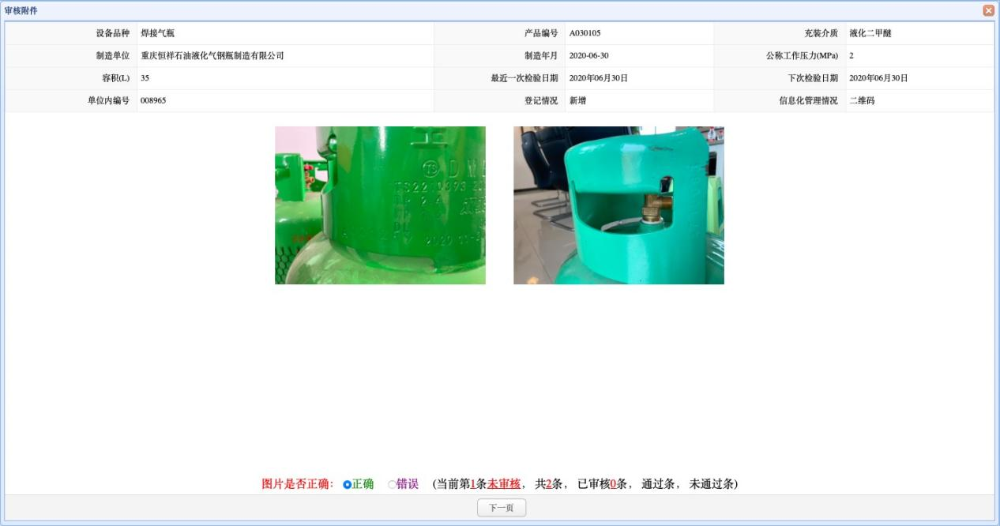 审核附件
设备品种 焊接气瓶 产品编号 A030105 充装介质 液化二甲醚
制造单位 重庆恒祥石油液化气钢瓶制造有限公司 制造年月 2020-06-30 公称工作压力(MPa) 2
容积(L) 35 最近一次检验日期 2020年06月30日 下次检验日期 2020年06月30日
单位内编号 008965 登记情况 新增 信息化管理情况 二维码
TS
图片是否正确： 正确 错误 (当前第1条未审核， 共2条， 已审核0条， 通过条， 未通过条)
下一页